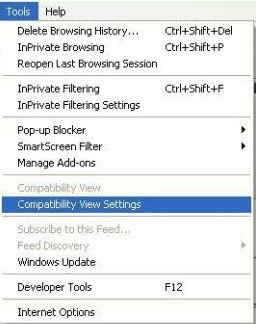 Tools Help
Delete Browsing History... Ctrl+Shift+Del
InPrivate Browsing Ctrl+Shift+P
Reopen Last Browsing Session
InPrivate Filtering Ctrl+Shift+F
InPrivate Filtering Settings
Pop-up Blocker
SmartScreen Filter
Manage Add-ons
Compatibility View
Compatibility View Settings
Subscribe to this Feed...
Feed Discovery
Windows Update
Developer Tools F12
Internet Options